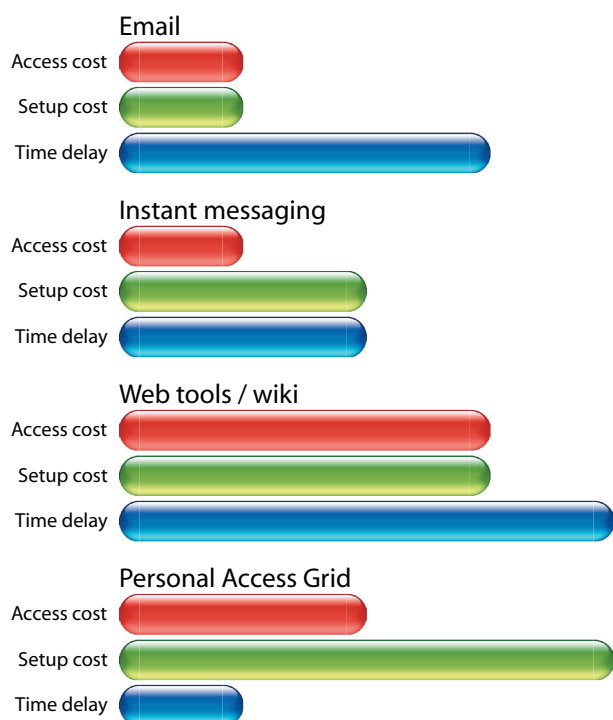 Email
Access cost
Setup cost
Time delay
Instant messaging
Access cost
Setup cost
Time delay
Web tools / wiki
Access cost
Setup cost
Time delay
Personal Access Grid
Access cost
Setup cost
Time delay